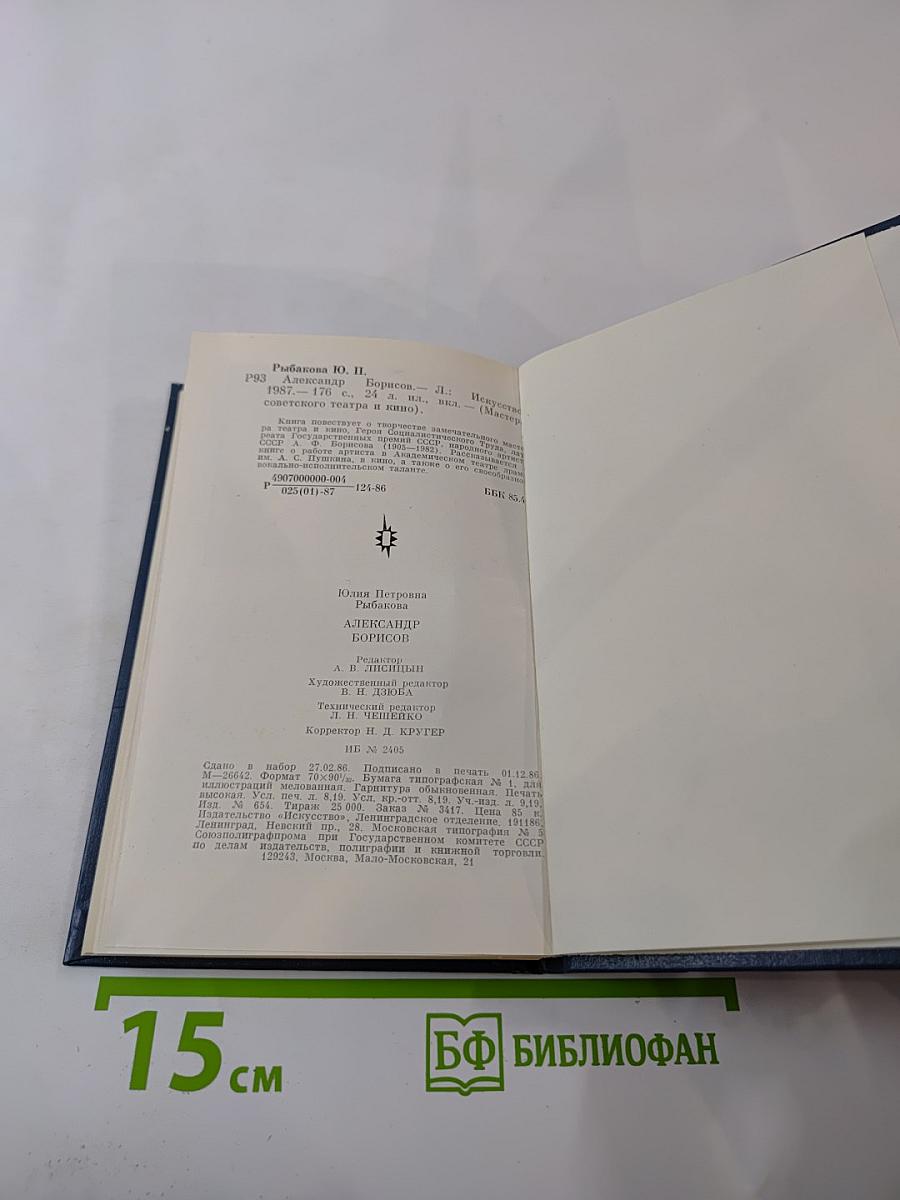 Рыбакова Ю. П.
Р93 Александр Борисов.— Л.: Искусство
1987.— 176 с., 24 л. ил., вкл. — (Мастера
советского театра и кино).
Книга повествует о творчестве замечательного масте-
ра театра и кино, Героя Социалистического Труда, лау-
реата Государственных премий СССР, народного артиста
СССР А. Ф. Борисова (1905—1982). Рассказывается в
книге о работе артиста в Академическом театре драмы
им. А. С. Пушкина, в кино, а также о его своеобразном
вокально-исполнительском таланте.
Р 4907000000-004 124-86
025(01)-87
ББК 85.4
Юлия Петровна
Рыбакова
АЛЕКСАНДР
БОРИСОВ
Редактор
А. В. ЛИСИЦЫН
Художественный редактор
В. Н. ДЗЮБА
Технический редактор
Л. Н. ЧЕШЕЙКО
Корректор Н. Д. КРУГЕР
ИБ № 2405
Сдано в набор 27.02.86. Подписано в печать 01.12.86.
М—26642. Формат 70×90¹/₃₂. Бумага типографская № 1, для
иллюстраций мелованная. Гарнитура обыкновенная. Печать
высокая. Усл. печ. л. 8,19. Усл. кр.-отт. 8,19. Уч.-изд. л. 9,19.
Изд. № 654. Тираж 25 000. Заказ № 3417. Цена 85 к.
Издательство «Искусство», Ленинградское отделение. 191186,
Ленинград, Невский пр., 28. Московская типография № 5
Союзполиграфпрома при Государственном комитете СССР
по делам издательств, полиграфии и книжной торговли.
129243, Москва, Мало-Московская, 21
15 см
БФ БИБЛИОФАН